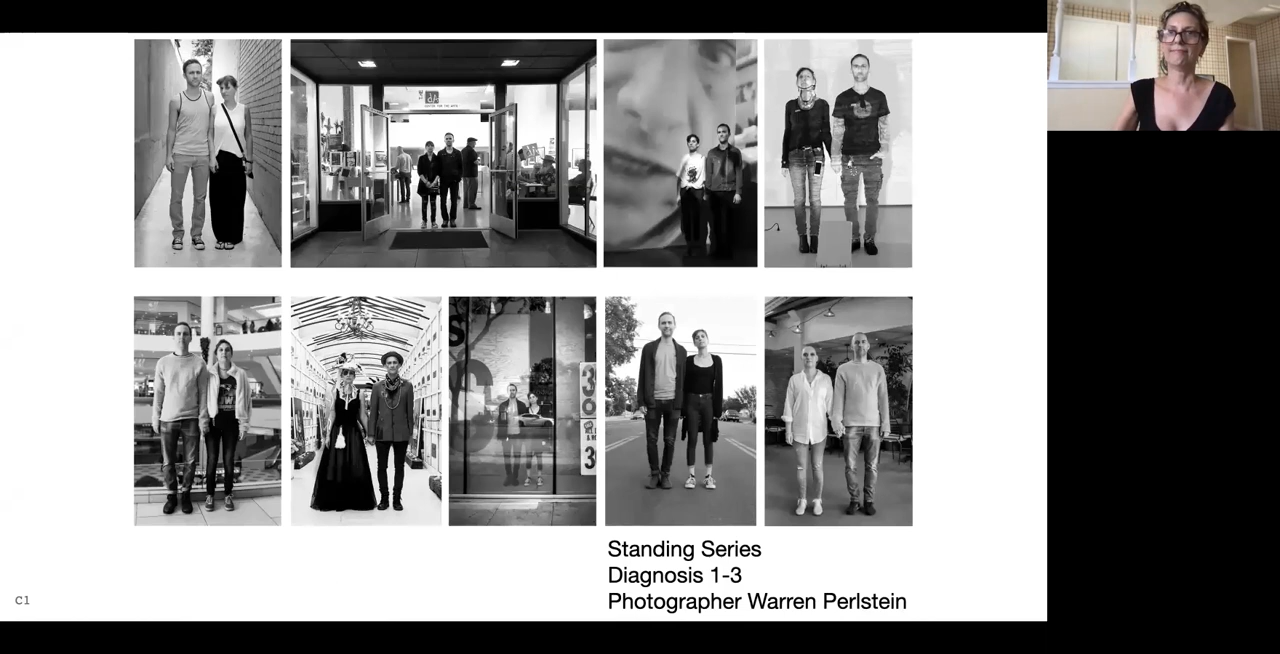 Standing Series
Diagnosis 1-3
Photographer Warren Perlstein
C1